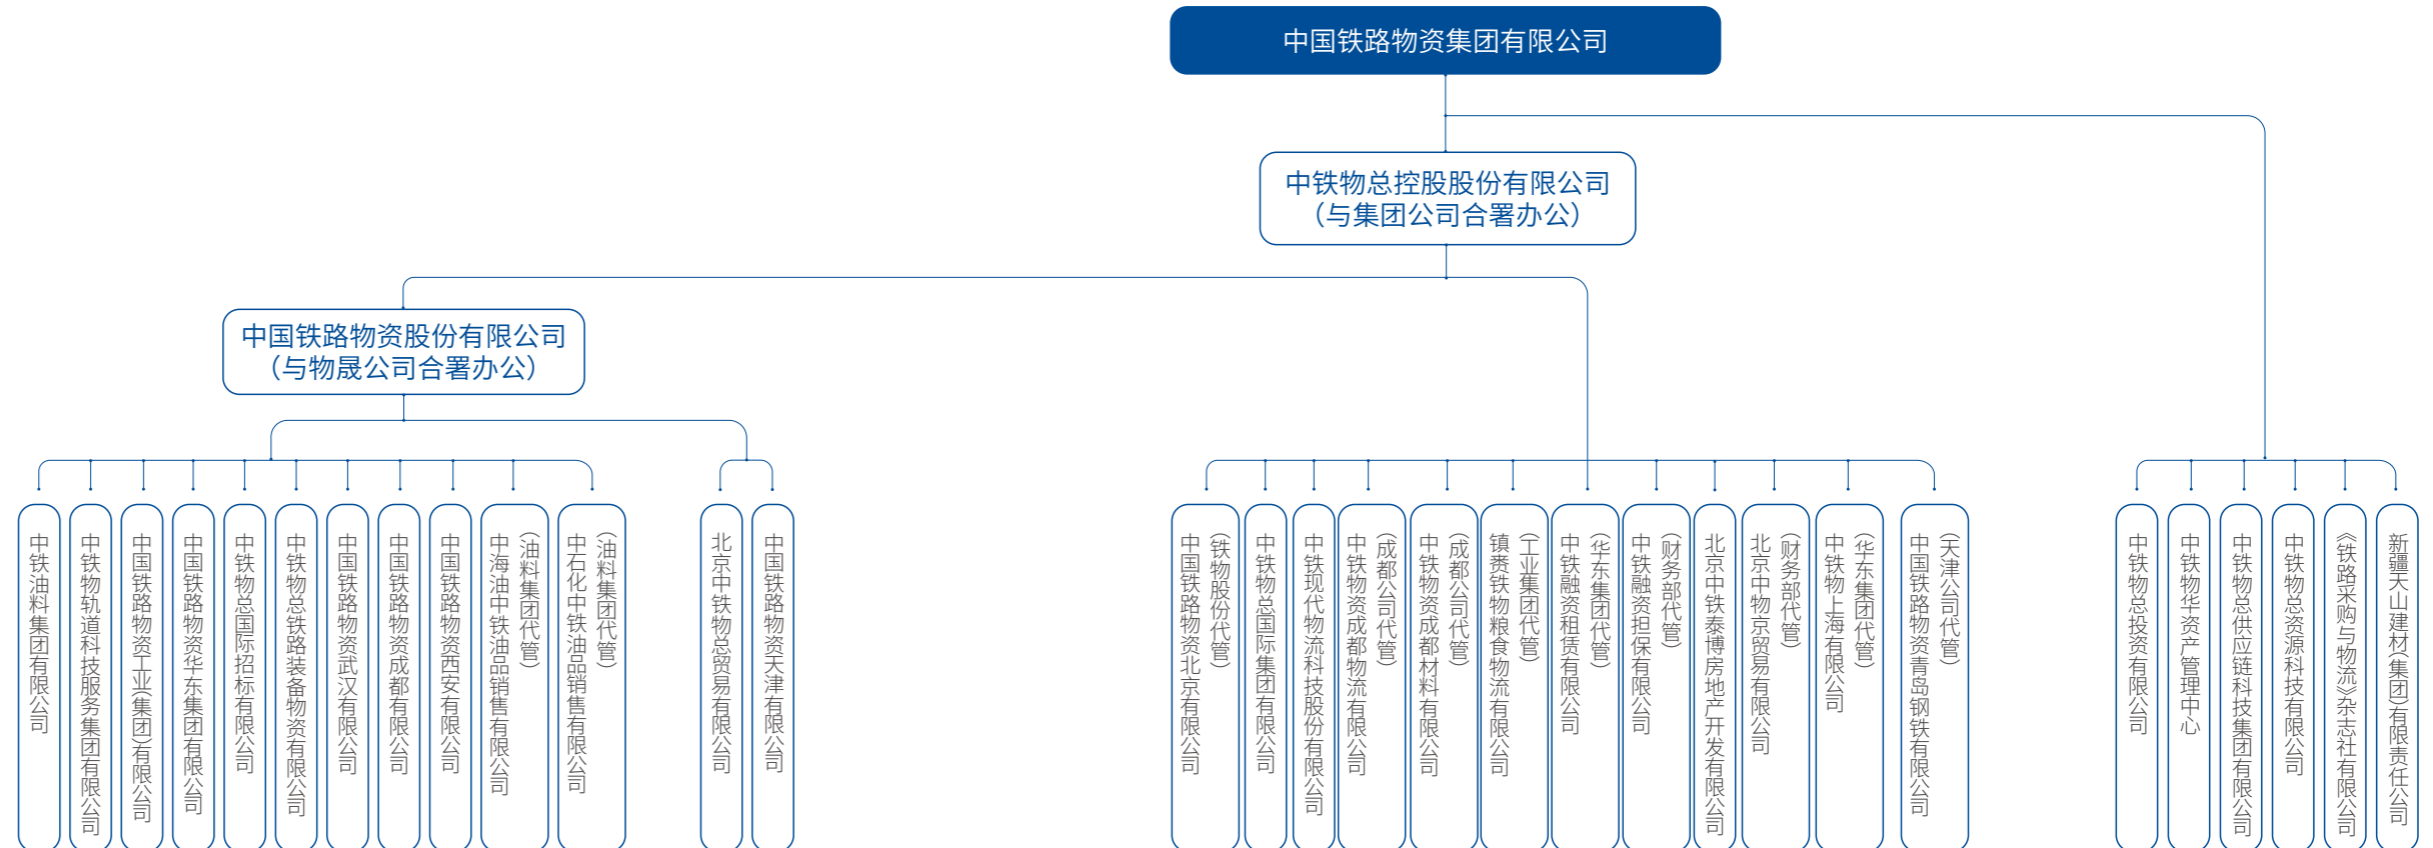 中国铁路物资集团有限公司
中铁物总控股股份有限公司
（与集团公司合署办公）
中国铁路物资股份有限公司
（与物晟公司合署办公）
中铁油料集团有限公司
中铁物轨道科技服务集团有限公司
中国铁路物资工业(集团)有限公司
中国铁路物资华东集团有限公司
中铁物总国际招标有限公司
中铁物总铁路装备物资有限公司
中国铁路物资武汉有限公司
中国铁路物资成都有限公司
中国铁路物资西安有限公司
（油料集团代管）
中海油中铁油品销售有限公司
（油料集团代管）
中石化中铁油品销售有限公司
北京中铁物总贸易有限公司
中国铁路物资天津有限公司
（铁物股份代管）
中国铁路物资北京有限公司
中铁物总国际集团有限公司
中铁现代物流科技股份有限公司
（成都公司代管）
中铁物资成都物流有限公司
（成都公司代管）
中铁物资成都材料有限公司
（工业集团代管）
镇赉铁物粮食物流有限公司
（华东集团代管）
中铁融资租赁有限公司
（财务部代管）
中铁融资担保有限公司
北京中铁泰博房地产开发有限公司
（财务部代管）
北京中物京贸易有限公司
（华东集团代管）
中铁物上海有限公司
（天津公司代管）
中国铁路物资青岛钢铁有限公司
中铁物总投资有限公司
中铁物华资产管理中心
中铁物总供应链科技集团有限公司
中铁物总资源科技有限公司
《铁路采购与物流》杂志社有限公司
新疆天山建材(集团)有限责任公司